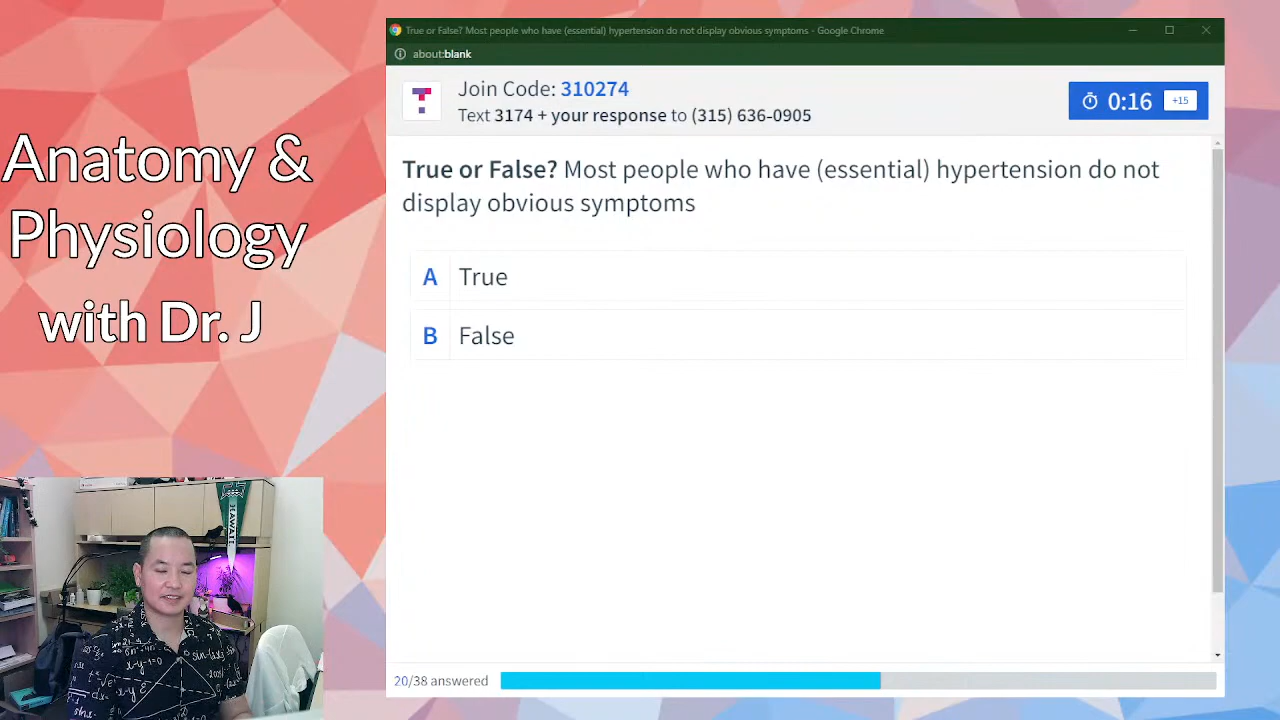 Anatomy &
Physiology
with Dr. J
True or False? Most people who have (essential) hypertension do not display obvious symptoms - Google Chrome
about:blank
Join Code: 310274
Text 3174 + your response to (315) 636-0905
0:16
+15
True or False? Most people who have (essential) hypertension do not
display obvious symptoms
A True
B False
20/38 answered
HAWAI'I